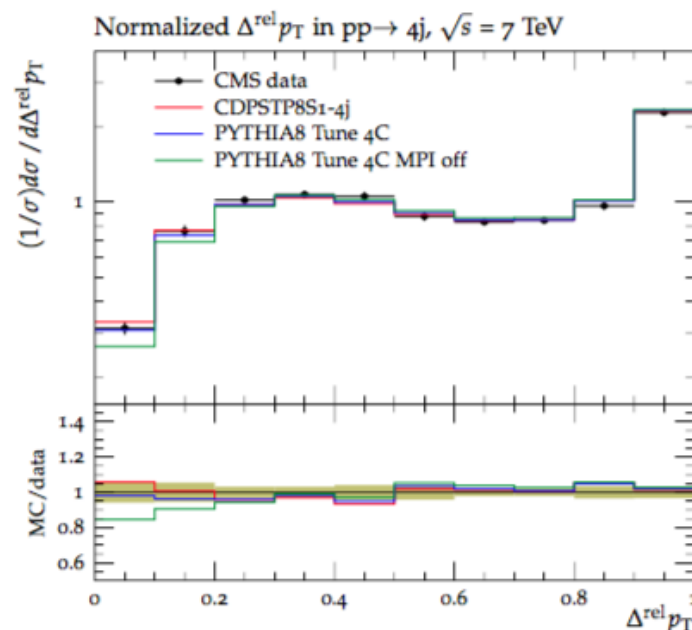 Normalized Δ^rel p_T in pp→ 4j, √s = 7 TeV
(1/σ)dσ/dΔ^rel p_T
CMS data
CDPSTP8S1-4j
PYTHIA8 Tune 4C
PYTHIA8 Tune 4C MPI off
1
MC/data
1.4
1.2
1
0.8
0.6
0 0.2 0.4 0.6 0.8 1
Δ^rel p_T